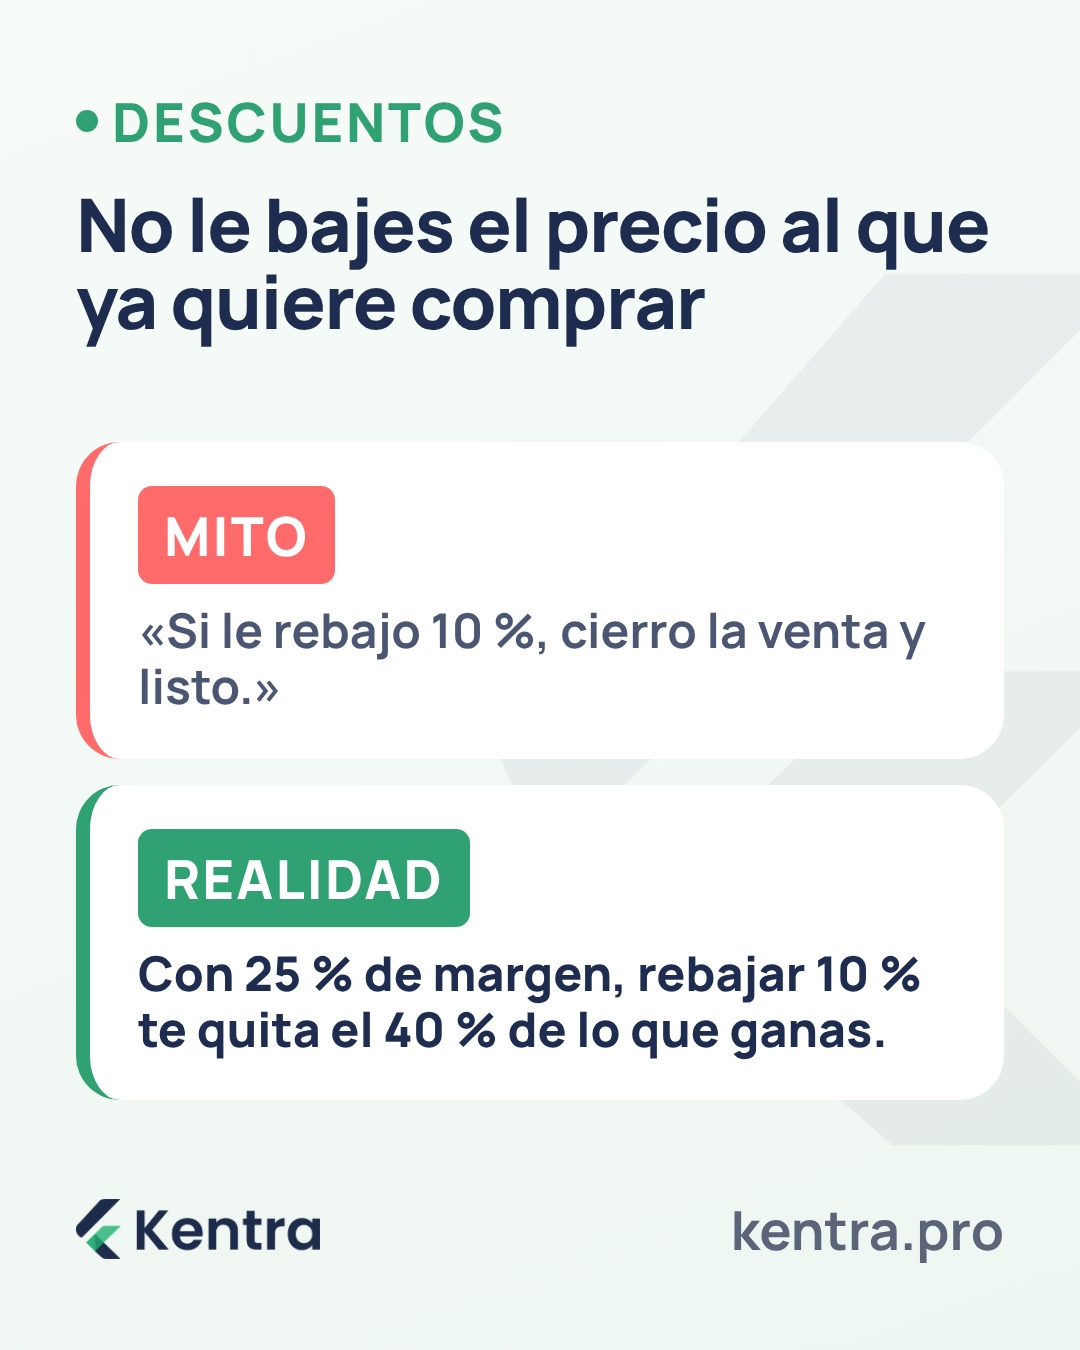 • DESCUENTOS
No le bajes el precio al que
ya quiere comprar
MITO
«Si le rebajo 10 %, cierro la venta y
listo.»
REALIDAD
Con 25 % de margen, rebajar 10 %
te quita el 40 % de lo que ganas.
Kentra
kentra.pro